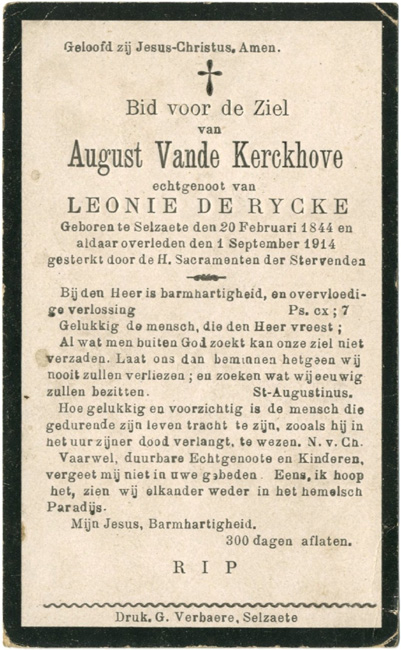 Geloofd zij Jesus-Christus, Amen.
Bid voor de Ziel
van
August Vande Kerckhove
echtgenoot van
LEONIE DE RYCKE
Geboren te Selzaete den 20 Februari 1844 en
aldaar overleden den 1 September 1914
gesterkt door de H. Sacramenten der Stervenden
Bij den Heer is barmhartigheid, en overvloedi-
ge verlossing Ps. cx ; 7
Gelukkig de mensch, die den Heer vreest ;
Al wat men buiten God zoekt kan onze ziel niet
verzaden. Laat ons dan beminnen hetgeen wij
nooit zullen verliezen ; en zoeken wat wij eeuwig
zullen bezitten. St-Augustinus.
Hoe gelukkig en voorzichtig is de mensch die
gedurende zijn leven tracht te zijn, zooals hij in
het uur zijner dood verlangt, te wezen. N. v. Ch.
Vaarwel, duurbare Echtgenoote en Kinderen,
vergeet mij niet in uwe gebeden. Eens, ik hoop
het, zien wij elkander weder in het hemelsch
Paradijs.
Mijn Jesus, Barmhartigheid.
300 dagen aflaten.
R I P
Druk. G. Verbaere, Selzaete